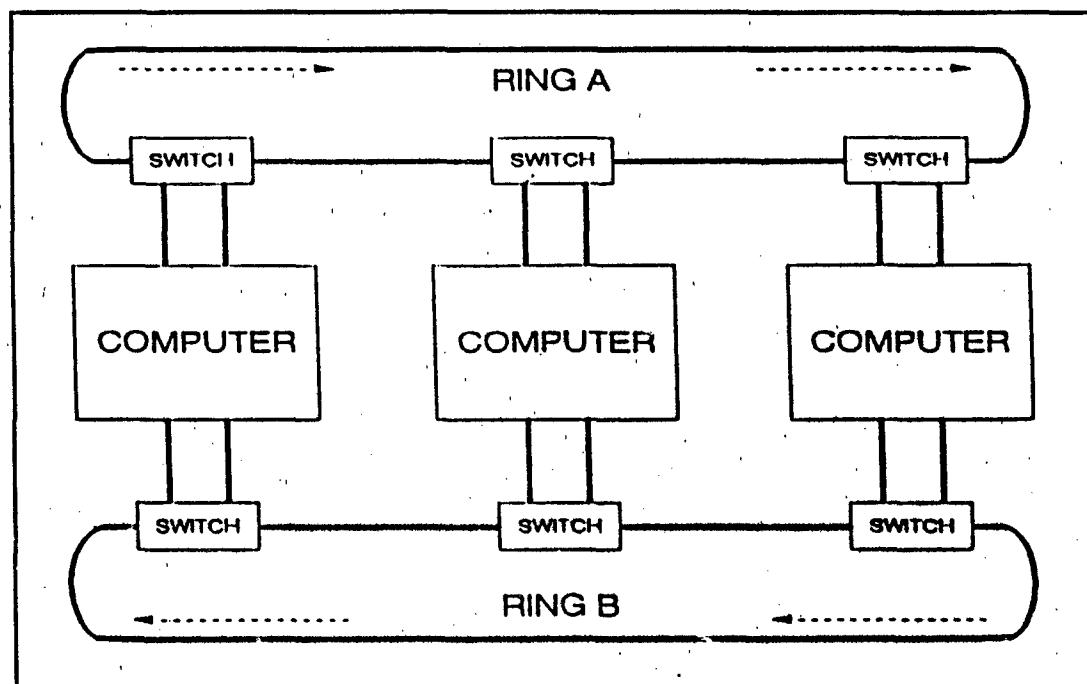 RING A
SWITCH SWITCH SWITCH
COMPUTER COMPUTER COMPUTER
SWITCH SWITCH SWITCH
RING B